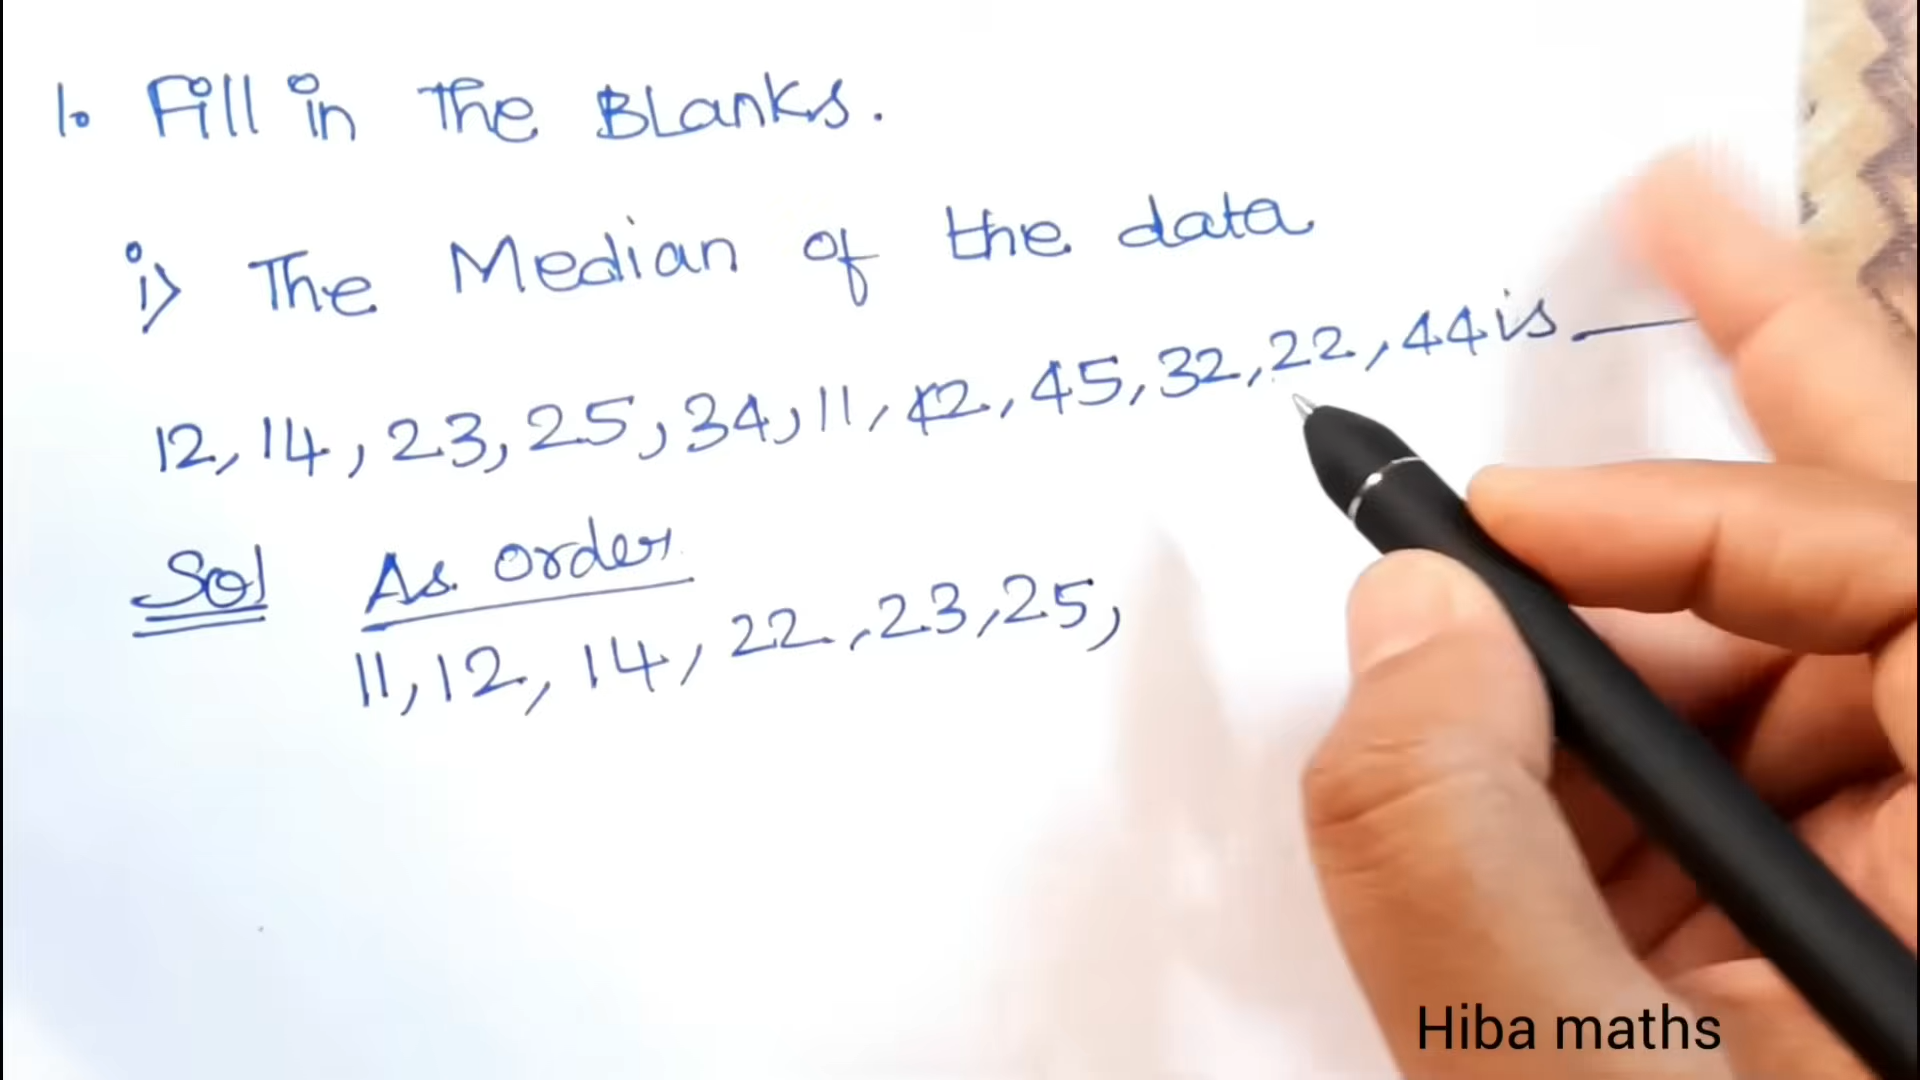 1. Fill in The BLanks.
i) The Median of the data
12, 14, 23, 25, 34, 11, 42, 45, 32, 22, 44 is
Sol As order
11, 12, 14, 22, 23, 25,
Hiba maths